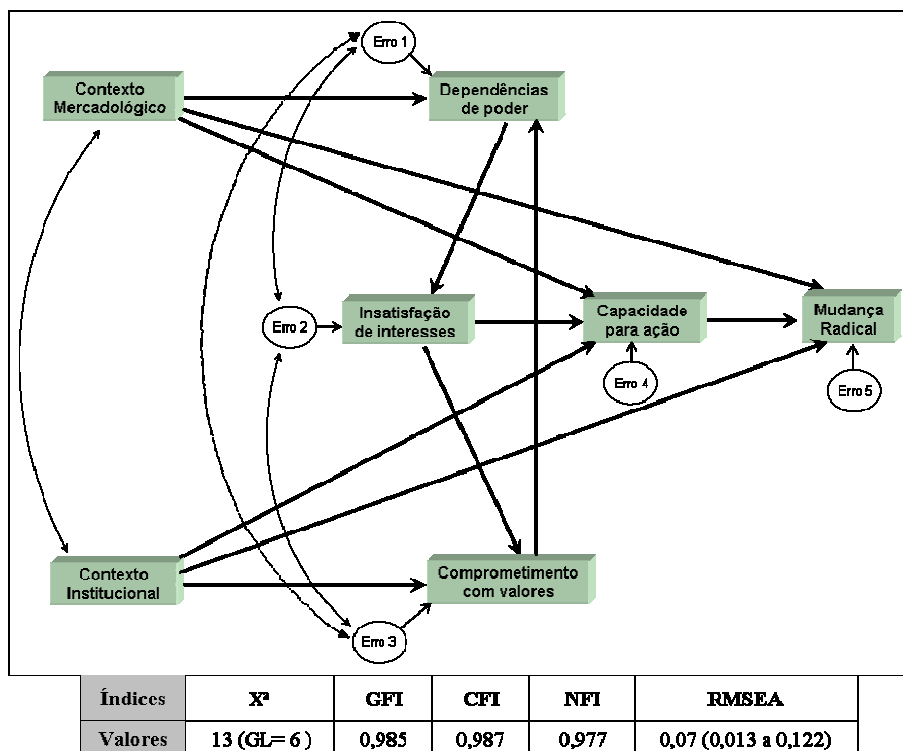 Erro 1
Contexto
Mercadológico
Dependências
de poder
Erro 2
Insatisfação
de interesses
Capacidade
para ação
Mudança
Radical
Erro 4
Erro 5
Contexto
Institucional
Comprometimento
com valores
Erro 3
Índices X² GFI CFI NFI RMSEA
Valores 13 (GL= 6 ) 0,985 0,987 0,977 0,07 (0,013 a 0,122)